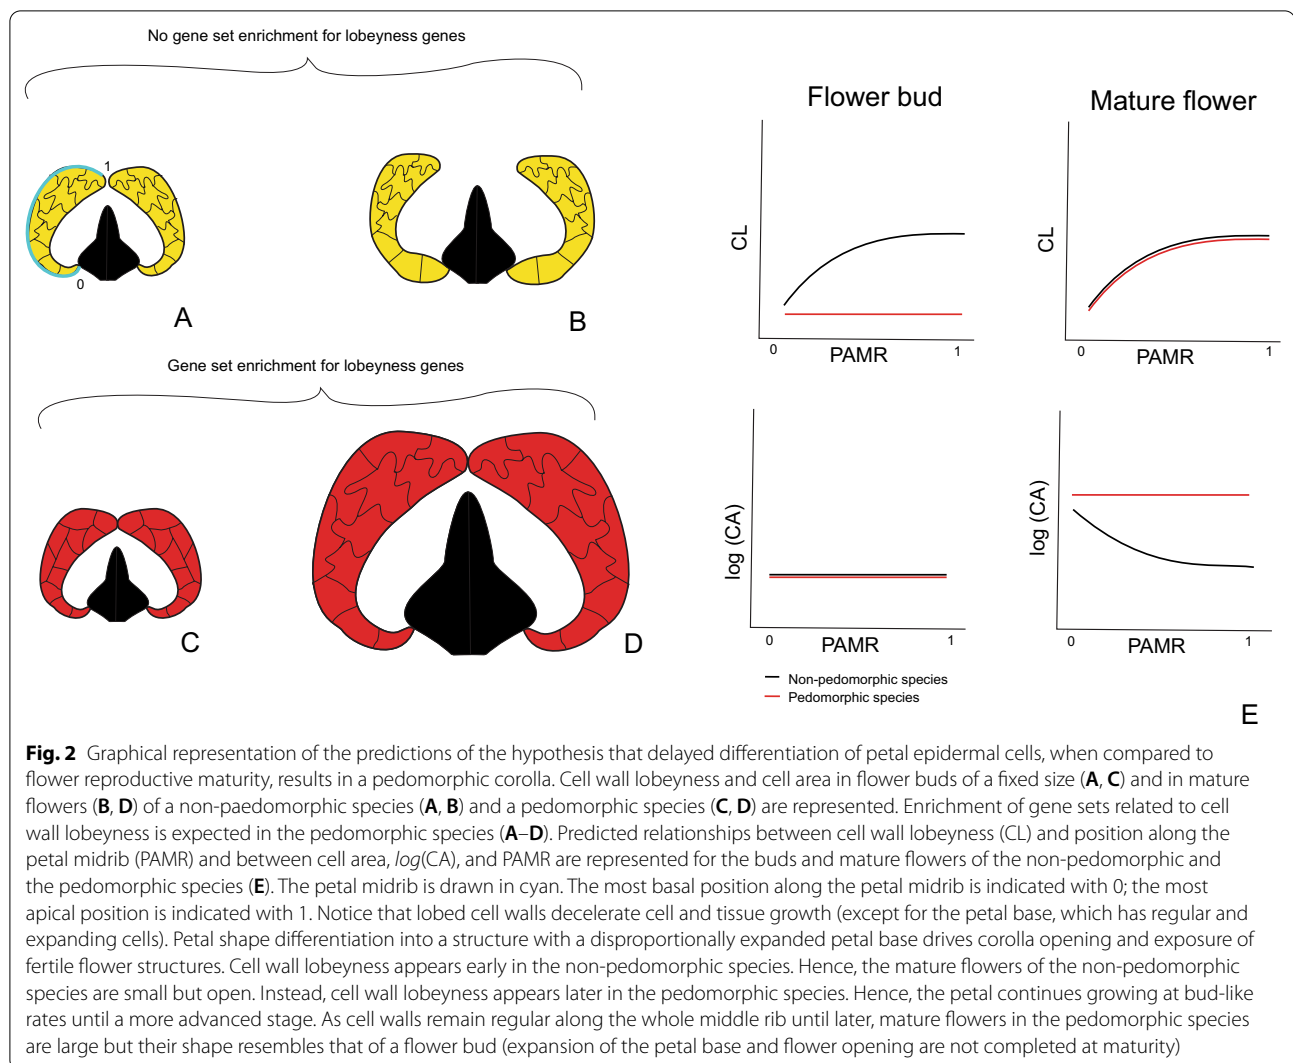 No gene set enrichment for lobeyness genes
1
0
A
B
Gene set enrichment for lobeyness genes
C
D
Flower bud
Mature flower
CL
0
PAMR
1
CL
0
PAMR
1
log (CA)
0
PAMR
1
log (CA)
0
PAMR
1
Non-pedomorphic species
Pedomorphic species
E
Fig. 2 Graphical representation of the predictions of the hypothesis that delayed differentiation of petal epidermal cells, when compared to
flower reproductive maturity, results in a pedomorphic corolla. Cell wall lobeyness and cell area in flower buds of a fixed size (A, C) and in mature
flowers (B, D) of a non-paedomorphic species (A, B) and a pedomorphic species (C, D) are represented. Enrichment of gene sets related to cell
wall lobeyness is expected in the pedomorphic species (A–D). Predicted relationships between cell wall lobeyness (CL) and position along the
petal midrib (PAMR) and between cell area, log(CA), and PAMR are represented for the buds and mature flowers of the non-pedomorphic and
the pedomorphic species (E). The petal midrib is drawn in cyan. The most basal position along the petal midrib is indicated with 0; the most
apical position is indicated with 1. Notice that lobed cell walls decelerate cell and tissue growth (except for the petal base, which has regular and
expanding cells). Petal shape differentiation into a structure with a disproportionally expanded petal base drives corolla opening and exposure of
fertile flower structures. Cell wall lobeyness appears early in the non-pedomorphic species. Hence, the mature flowers of the non-pedomorphic
species are small but open. Instead, cell wall lobeyness appears later in the pedomorphic species. Hence, the petal continues growing at bud-like
rates until a more advanced stage. As cell walls remain regular along the whole middle rib until later, mature flowers in the pedomorphic species
are large but their shape resembles that of a flower bud (expansion of the petal base and flower opening are not completed at maturity)